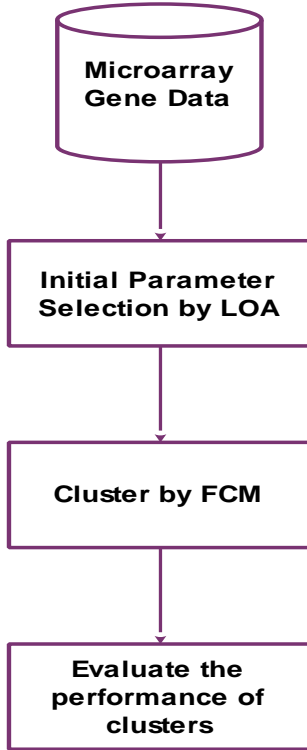 Microarray
Gene Data
Initial Parameter
Selection by LOA
Cluster by FCM
Evaluate the
performance of
clusters